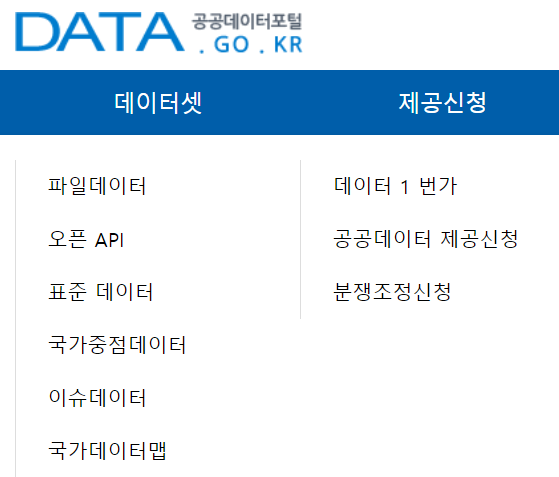 DATA 공공데이터포털
.GO.KR
데이터셋
제공신청
파일데이터
오픈 API
표준 데이터
국가중점데이터
이슈데이터
국가데이터맵
데이터 1 번가
공공데이터 제공신청
분쟁조정신청